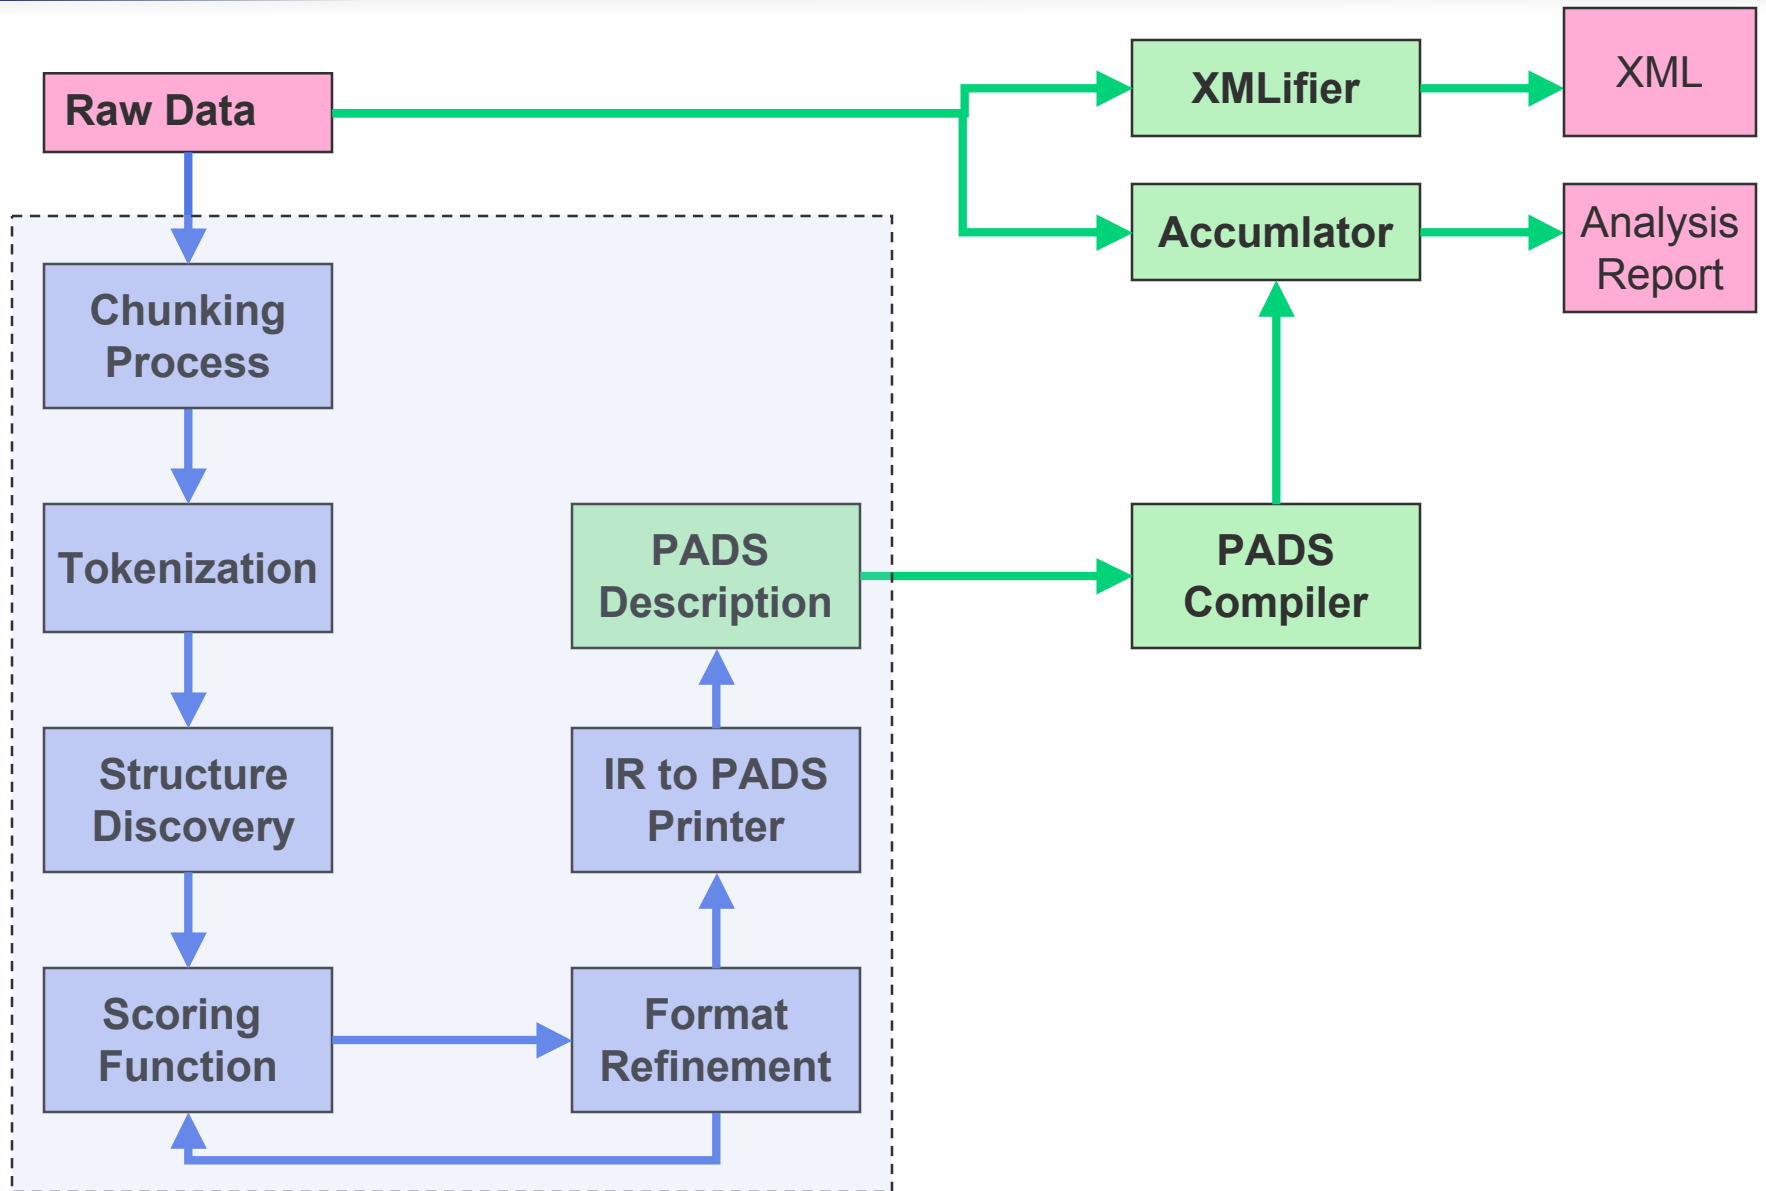 Raw Data
XMLifier
XML
Accumlator
Analysis
Report
Chunking
Process
Tokenization
PADS
Description
PADS
Compiler
Structure
Discovery
IR to PADS
Printer
Scoring
Function
Format
Refinement